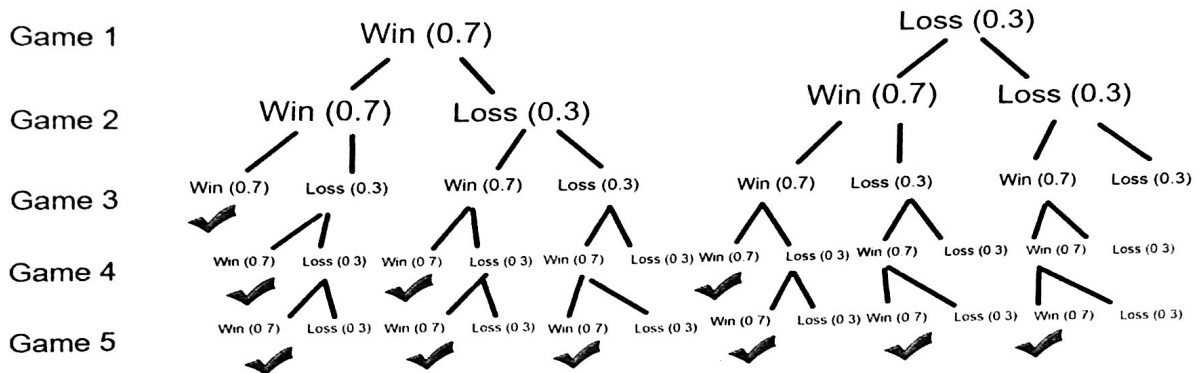 Game 1 Win (0.7) Loss (0.3)
Game 2 Win (0.7) Loss (0.3) Win (0.7) Loss (0.3)
Game 3 Win (0.7) Loss (0.3) Win (0.7) Loss (0.3) Win (0.7) Loss (0.3) Win (0.7) Loss (0.3)
Game 4 Win (0.7) Loss (0.3) Win (0.7) Loss (0.3) Win (0.7) Loss (0.3) Win (0.7) Loss (0.3) Win (0.7) Loss (0.3) Win (0.7) Loss (0.3)
Game 5 Win (0.7) Loss (0.3) Win (0.7) Loss (0.3) Win (0.7) Loss (0.3) Win (0.7) Loss (0.3) Win (0.7) Loss (0.3) Win (0.7) Loss (0.3)